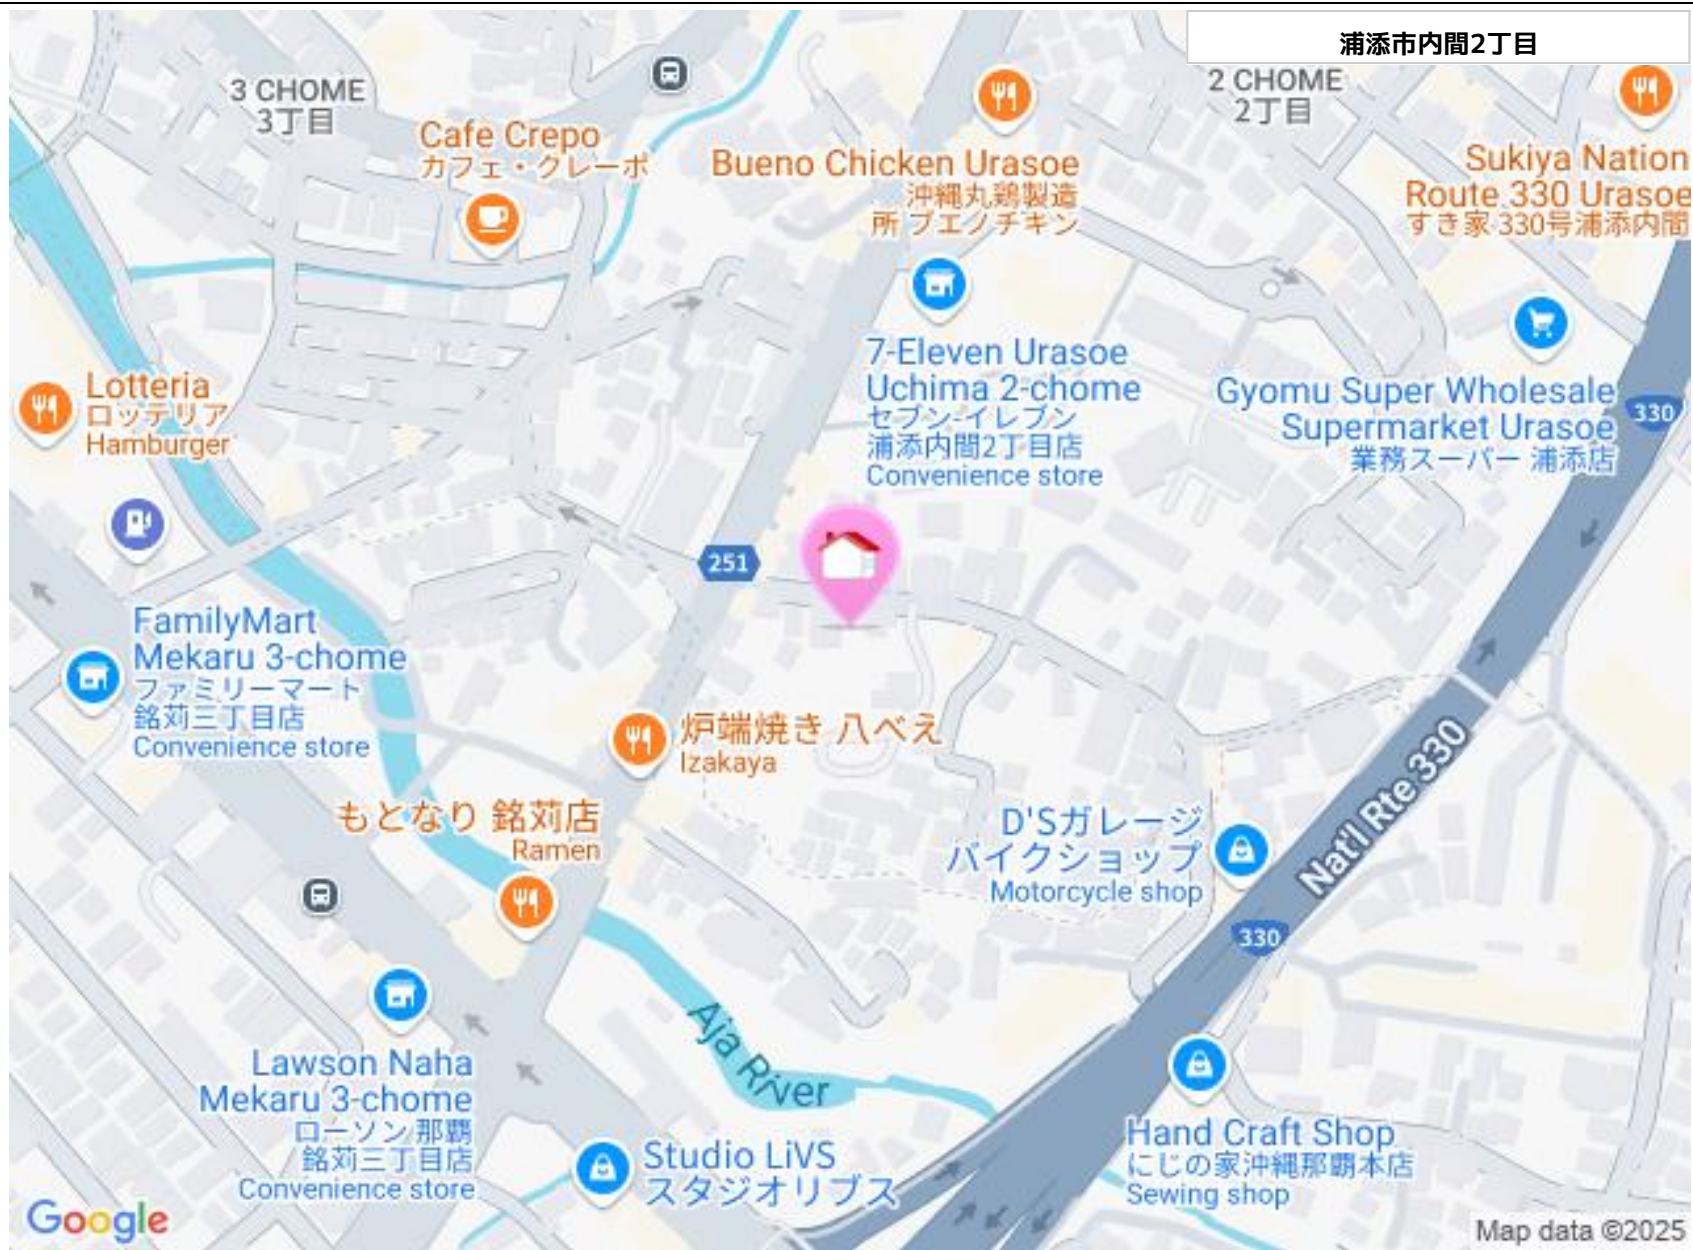 浦添市内間2丁目
3 CHOME
3丁目
2 CHOME
2丁目
Cafe Crepo
カフェ・クレーポ
Bueno Chicken Urasoe
沖縄丸鶏製造
所 ブエノチキン
Sukiya Nation
Route 330 Urasoe
すき家 330号浦添内間
7-Eleven Urasoe
Uchima 2-chome
セブン-イレブン
浦添内間2丁目店
Convenience store
Gyomu Super Wholesale
Supermarket Urasoe
業務スーパー 浦添店
330
Lotteria
ロッテリア
Hamburger
251
FamilyMart
Mekaru 3-chome
ファミリーマート
銘苅三丁目店
Convenience store
炉端焼き 八べえ
Izakaya
もとなり 銘苅店
Ramen
D'Sガレージ
バイクショップ
Motorcycle shop
Nat'l Rte 330
330
Aja River
Lawson Naha
Mekaru 3-chome
ローソン 那覇
銘苅三丁目店
Convenience store
Studio LiVS
スタジオリブス
Hand Craft Shop
にじの家沖縄那覇本店
Sewing shop
Google
Map data ©2025